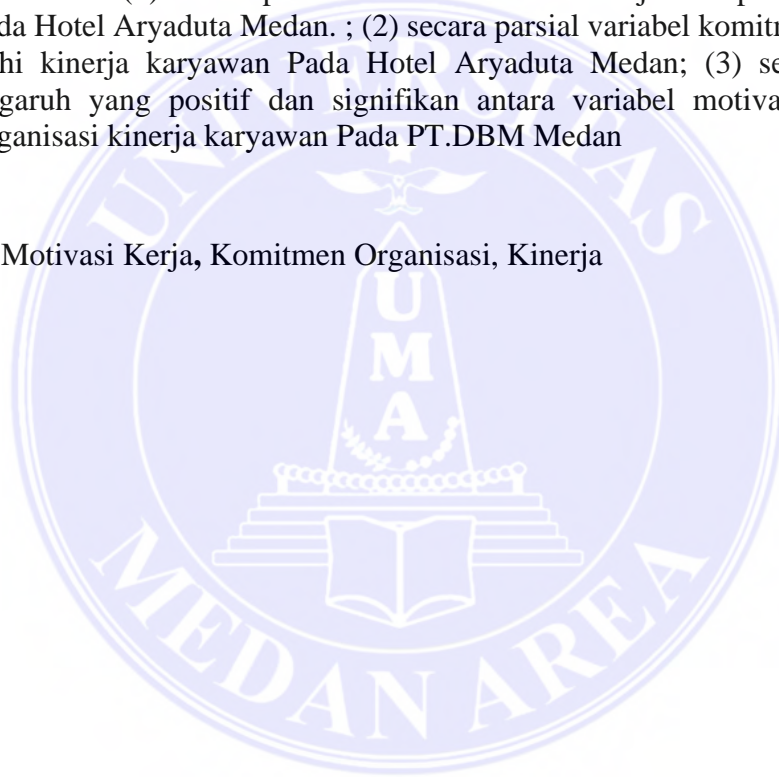 da Hotel Aryaduta Medan. ; (2) secara parsial variabel komitm
hi kinerja karyawan Pada Hotel Aryaduta Medan; (3) se
garuh yang positif dan signifikan antara variabel motiva
ganisasi kinerja karyawan Pada PT.DBM Medan
Motivasi Kerja, Komitmen Organisasi, Kinerja
UNIVERSITAS
UMA
MEDAN AREA